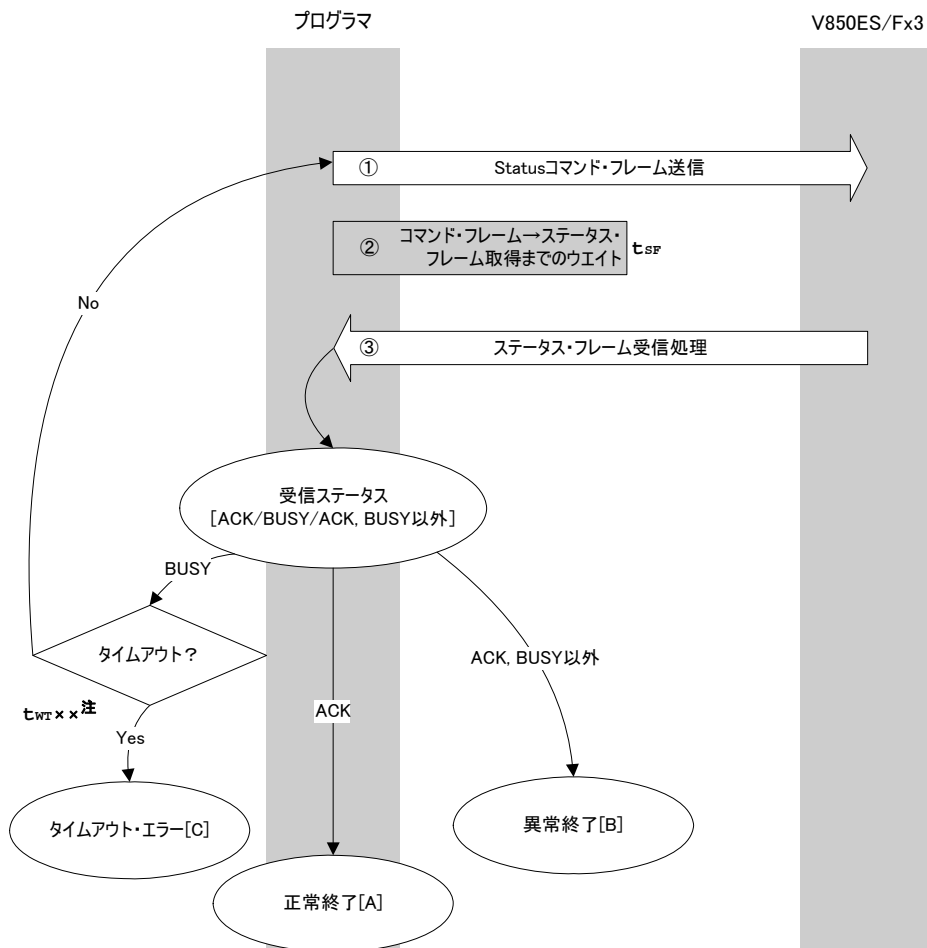 プログラマ
V850ES/Fx3
① Statusコマンド・フレーム送信
② コマンド・フレーム→ステータス・
フレーム取得までのウエイト
tSF
No
③ ステータス・フレーム受信処理
受信ステータス
[ACK/BUSY/ACK, BUSY以外]
BUSY
タイムアウト？
ACK, BUSY以外
tWT××注
ACK
Yes
タイムアウト・エラー[C]
異常終了[B]
正常終了[A]